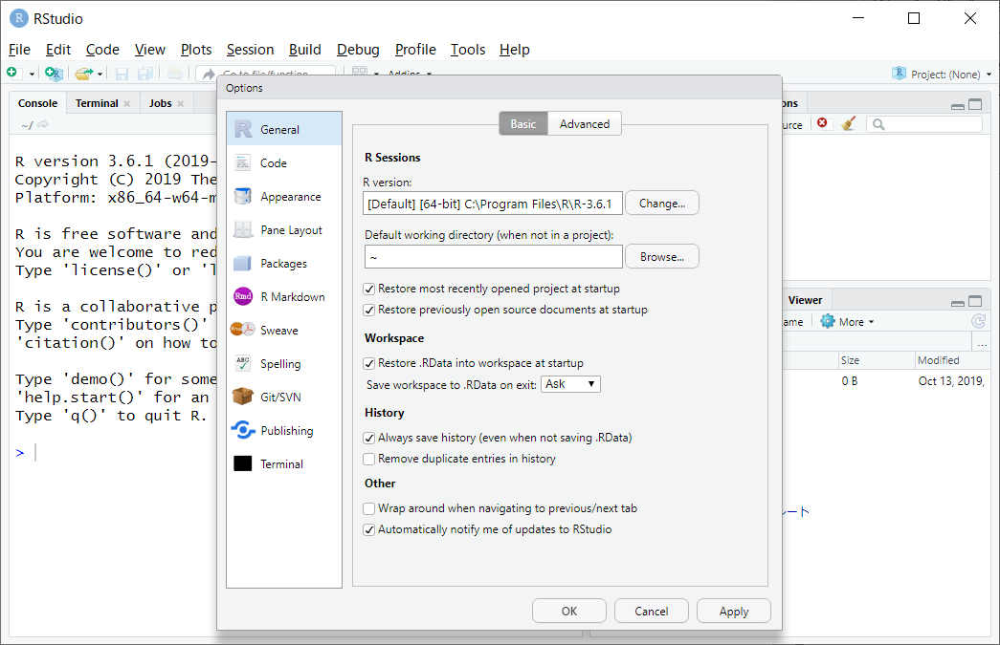 RStudio
File Edit Code View Plots Session Build Debug Profile Tools Help
Go to file/function Addins
Project: (None)
Console Terminal Jobs
~/
R version 3.6.1 (2019-
Copyright (C) 2019 The
Platform: x86_64-w64-m
R is free software and
You are welcome to red
Type 'license()' or 'l
R is a collaborative p
Type 'contributors()'
'citation()' on how to
Type 'demo()' for some
'help.start()' for an
Type 'q()' to quit R.
>
Options
General
Code
Appearance
Pane Layout
Packages
R Markdown
Sweave
Spelling
Git/SVN
Publishing
Terminal
Basic Advanced
R Sessions
R version:
[Default] [64-bit] C:\Program Files\R\R-3.6.1
Change...
Default working directory (when not in a project):
~
Browse...
Restore most recently opened project at startup
Restore previously open source documents at startup
Workspace
Restore .RData into workspace at startup
Save workspace to .RData on exit: Ask
History
Always save history (even when not saving .RData)
Remove duplicate entries in history
Other
Wrap around when navigating to previous/next tab
Automatically notify me of updates to RStudio
OK Cancel Apply
ons
ource
Viewer
ame More
...
Size Modified
0 B Oct 13, 2019,
ート